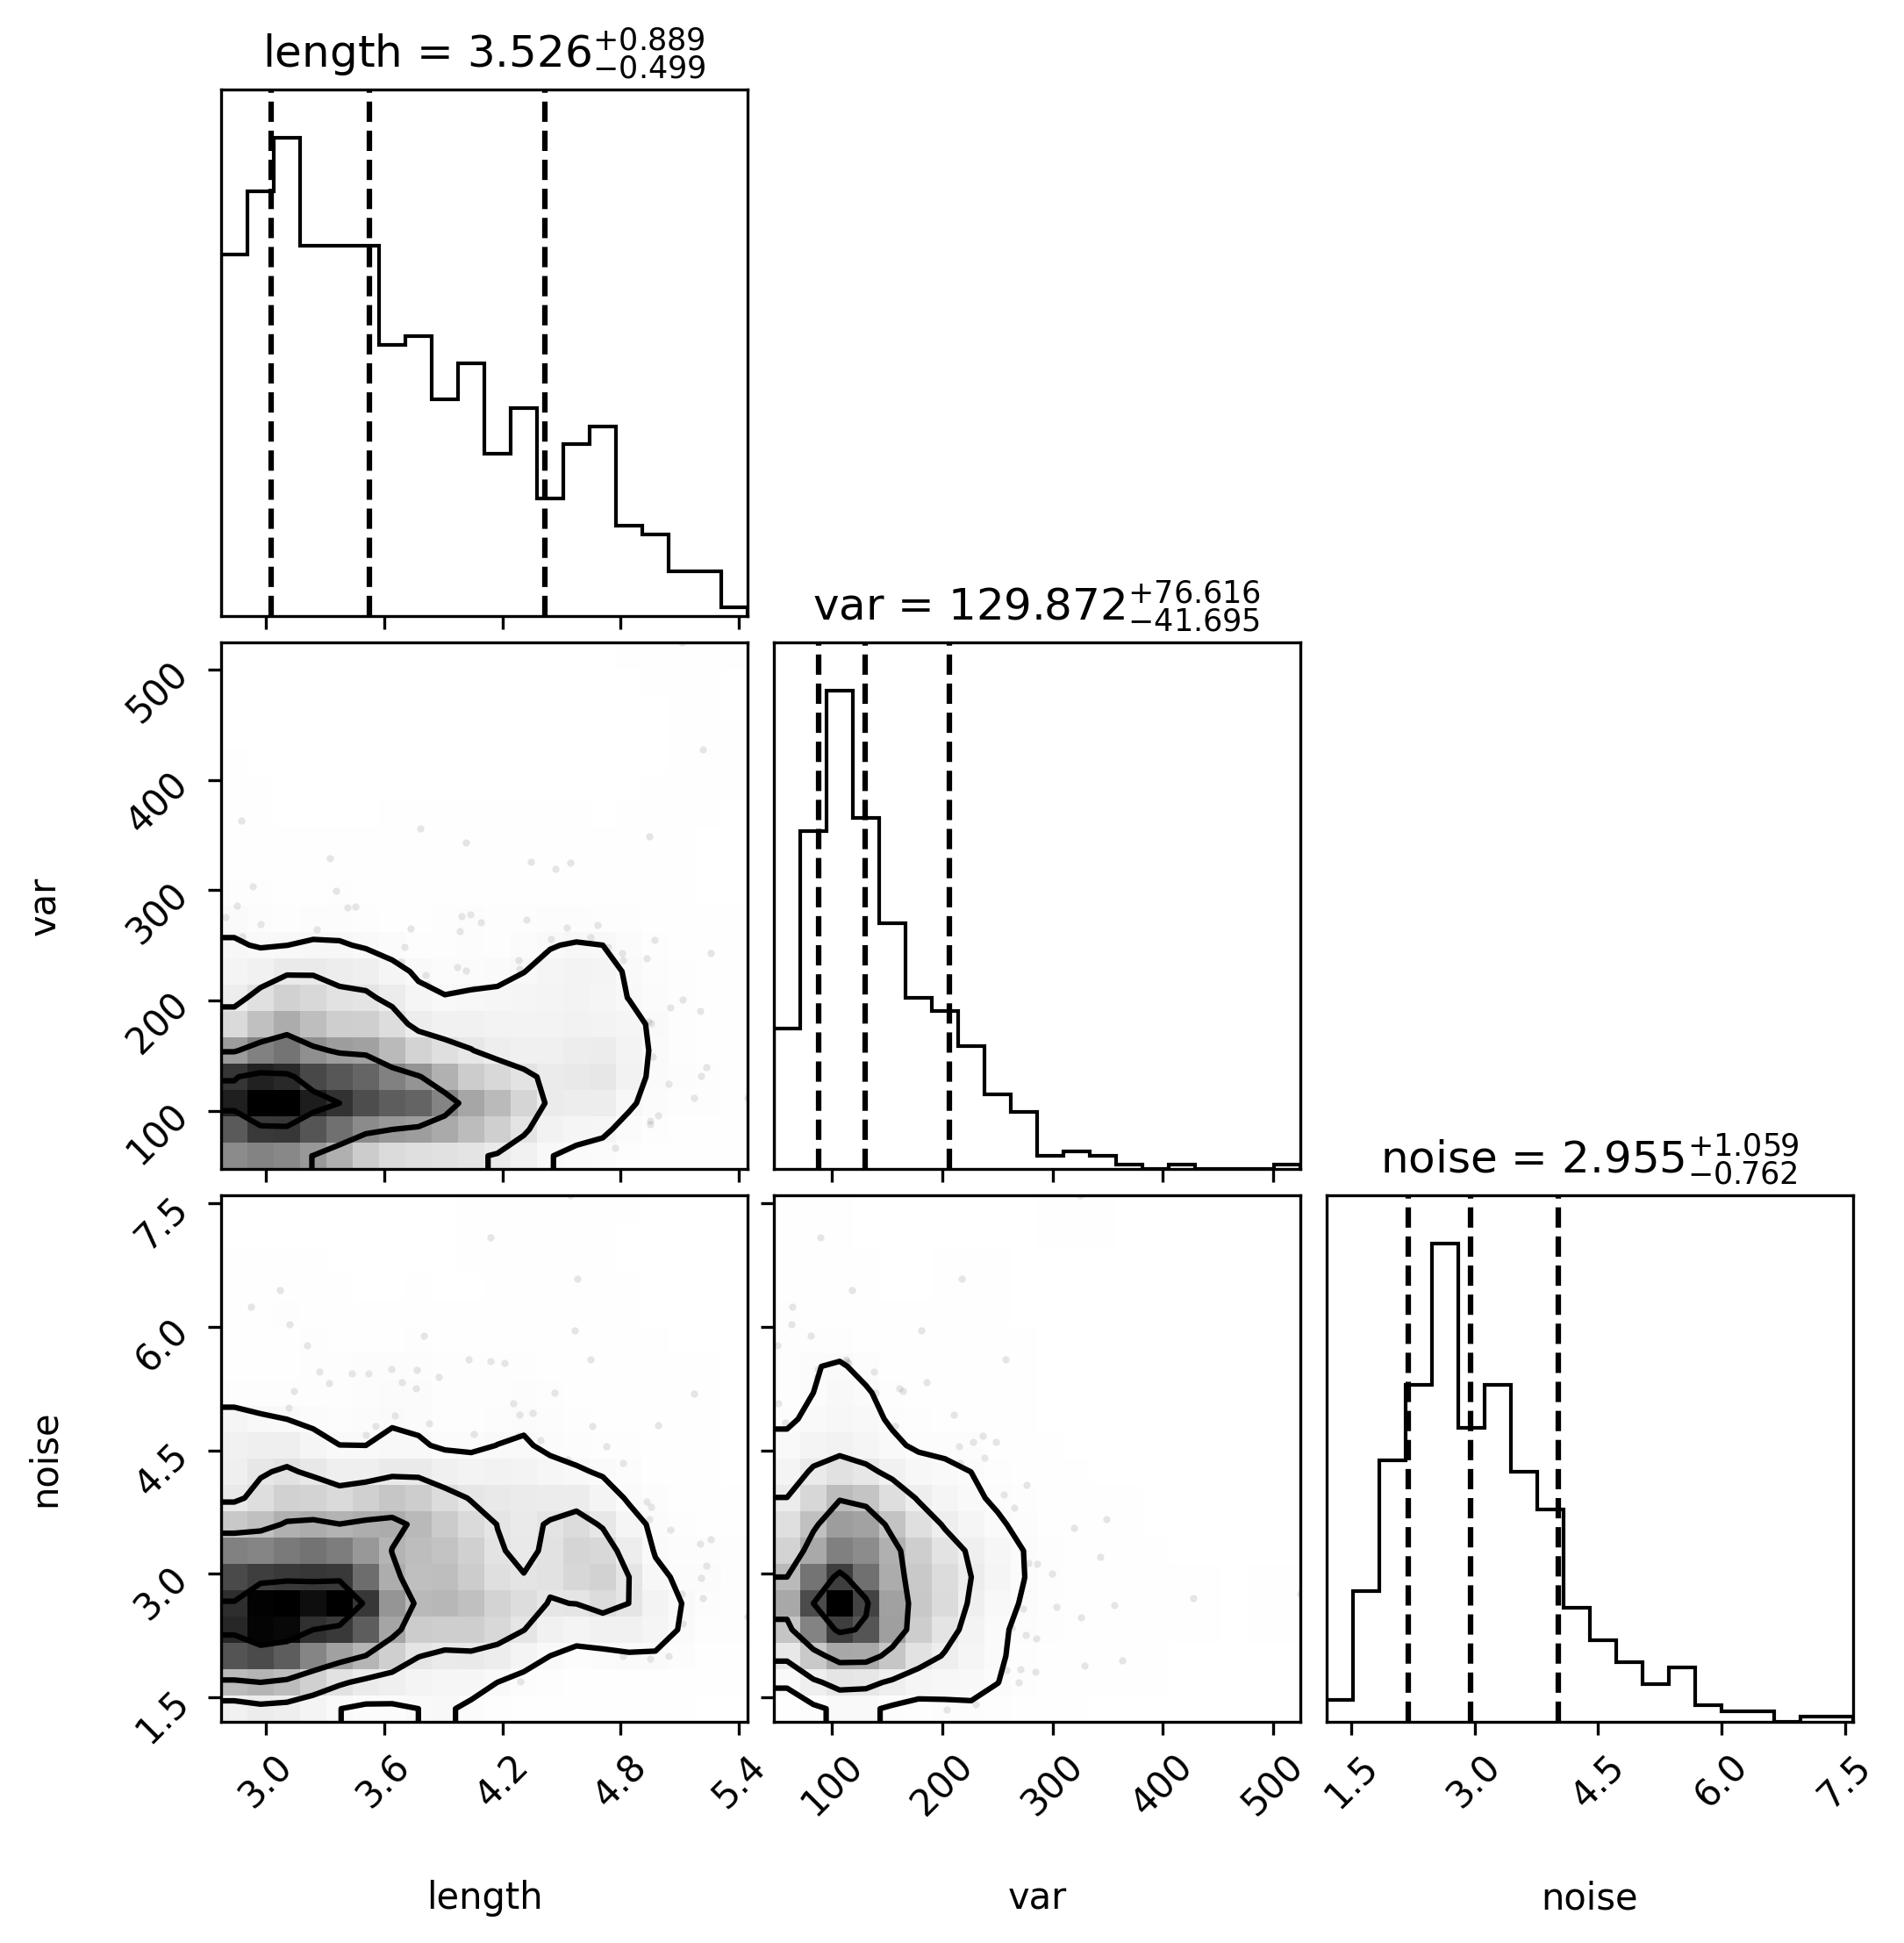 length = 3.526+0.889−0.499
var = 129.872+76.616−41.695
500
400
300
200
100
var
noise = 2.955+1.059−0.762
7.5
6.0
4.5
3.0
1.5
noise
3.0 3.6 4.2 4.8 5.4 100 200 300 400 500 1.5 3.0 4.5 6.0 7.5
length var noise